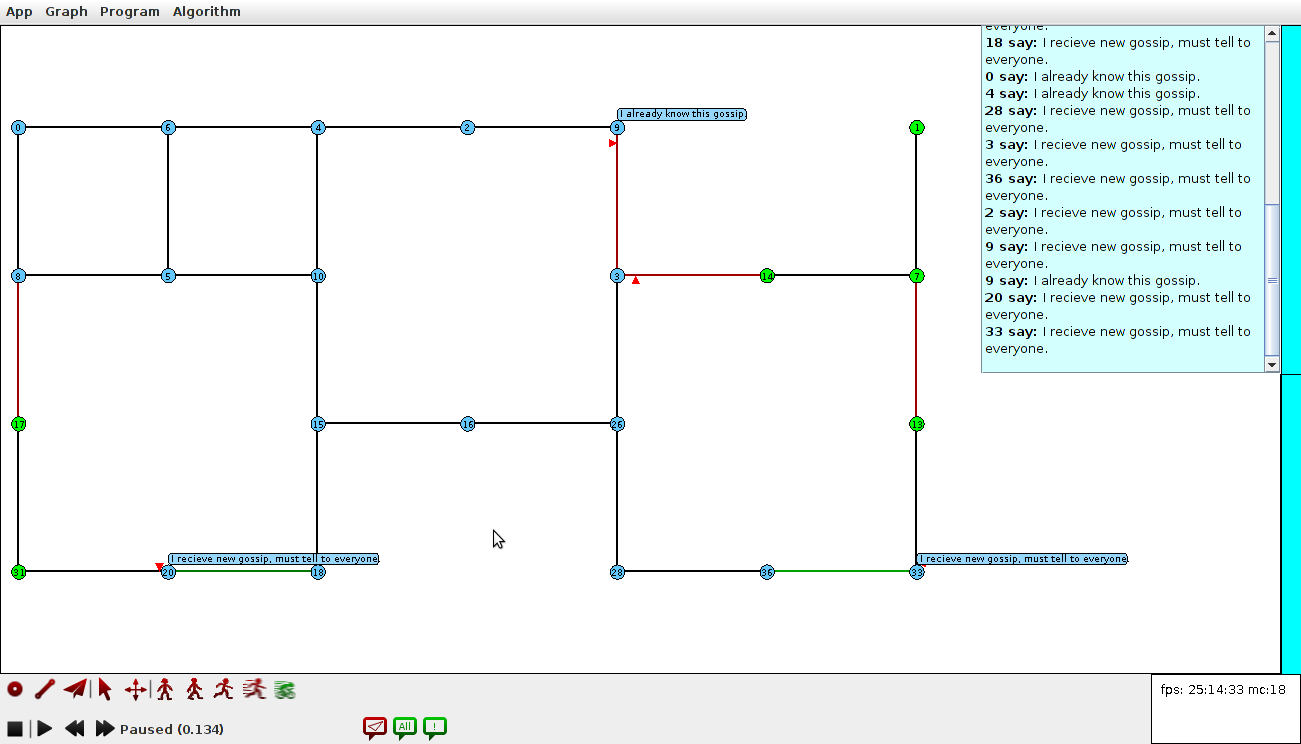 App Graph Program Algorithm
everyone.
18 say: I recieve new gossip, must tell to
everyone.
0 say: I already know this gossip.
4 say: I already know this gossip.
28 say: I recieve new gossip, must tell to
everyone.
3 say: I recieve new gossip, must tell to
everyone.
36 say: I recieve new gossip, must tell to
everyone.
2 say: I recieve new gossip, must tell to
everyone.
9 say: I recieve new gossip, must tell to
everyone.
9 say: I already know this gossip.
20 say: I recieve new gossip, must tell to
everyone.
33 say: I recieve new gossip, must tell to
everyone.
I already know this gossip.
0 6 4 2 9 1
8 5 10 3 14 7
17 15 16 26 13
I recieve new gossip, must tell to everyone.
I recieve new gossip, must tell to everyone.
31 20 18 28 36 33
fps: 25:14:33 mc:18
Paused (0.134)
All
!